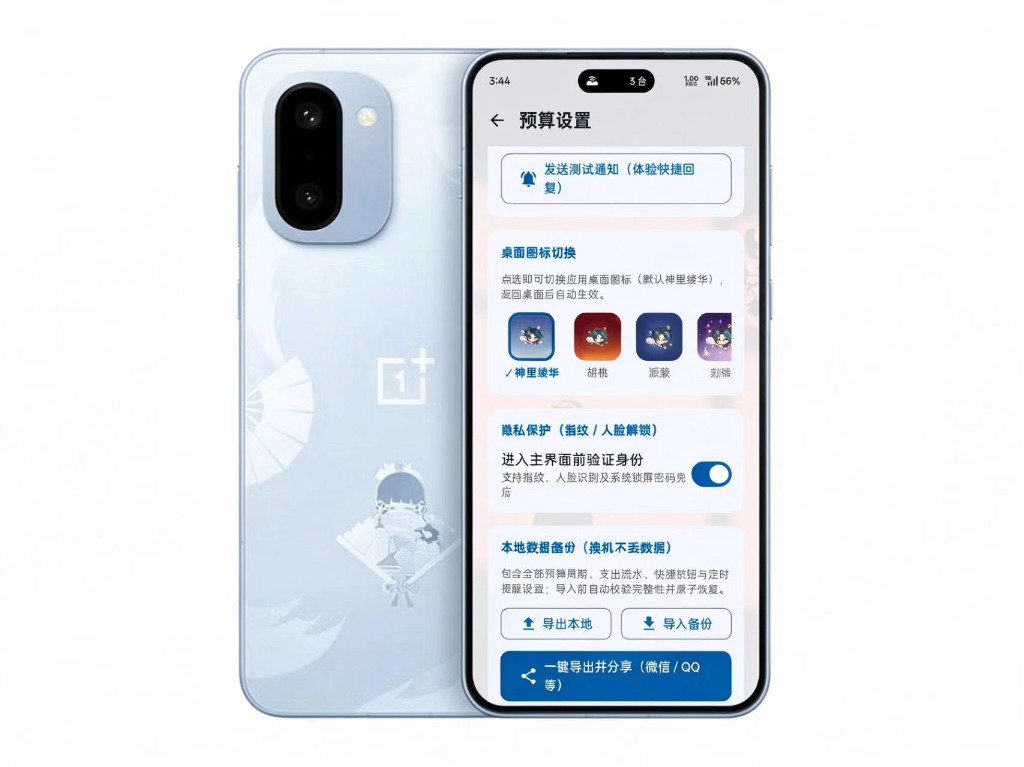 3:44
3 台
1.00
66%
预算设置
发送测试通知（体验快捷回
复）
桌面图标切换
点选即可切换应用桌面图标（默认神里绫华），
返回桌面后自动生效。
✓神里绫华
胡桃
派蒙
刻晴
隐私保护（指纹 / 人脸解锁）
进入主界面前验证身份
支持指纹、人脸识别及系统锁屏密码兜
底
本地数据备份（换机不丢数据）
包含全部预算周期、支出流水、快捷按钮与定时
提醒设置；导入前自动校验完整性并原子恢复。
导出本地
导入备份
一键导出并分享（微信 / QQ
等）
1+